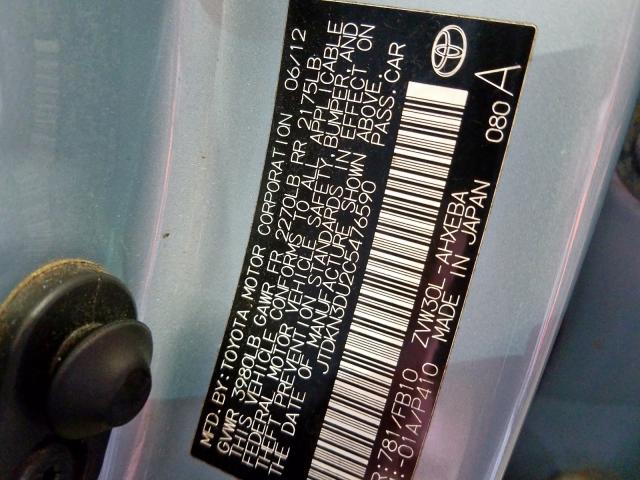 MFD. BY: TOYOTA MOTOR CORPORATION 06/12
GVWR 3980LB GAWR FR 2270LB RR 2175LB
THIS VEHICLE CONFORMS TO ALL APPLICABLE
FEDERAL MOTOR VEHICLE SAFETY, BUMPER, AND
THEFT PREVENTION STANDARDS IN EFFECT ON
THE DATE OF MANUFACTURE SHOWN ABOVE.
JTDKN3DU2C5476590 PASS. CAR
R: 781/FB10 ZVW30L-AHXEBA
:-01A/P410 MADE IN JAPAN 080 A